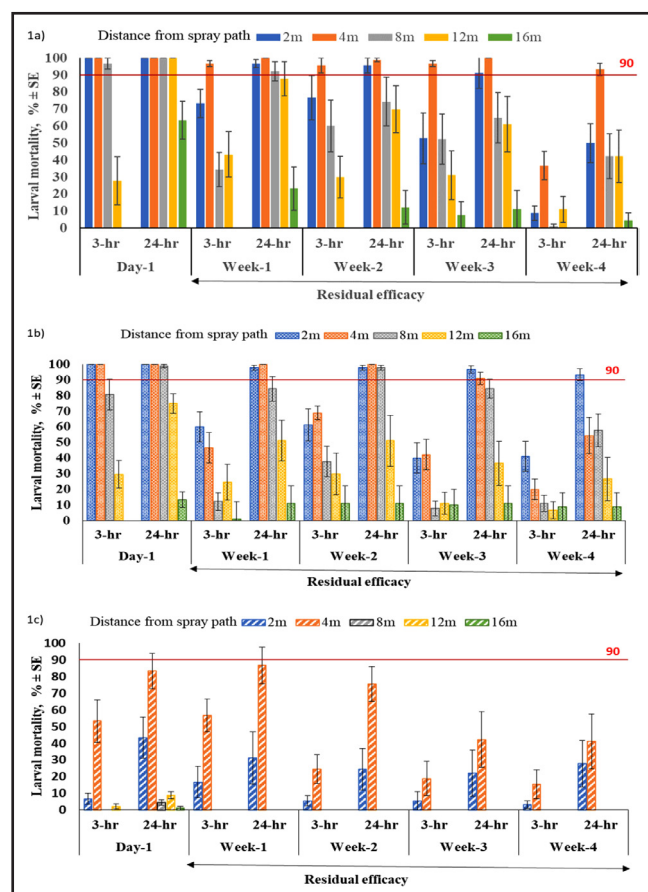 1a) Distance from spray path 2m 4m 8m 12m 16m
Larval mortality, % ± SE
100
90
80
70
60
50
40
30
20
10
0
90
3-hr 24-hr 3-hr 24-hr 3-hr 24-hr 3-hr 24-hr 3-hr 24-hr
Day-1 Week-1 Week-2 Week-3 Week-4
Residual efficacy
1b) Distance from spray path 2m 4m 8m 12m 16m
Larval mortality, % ± SE
100
90
80
70
60
50
40
30
20
10
0
90
3-hr 24-hr 3-hr 24-hr 3-hr 24-hr 3-hr 24-hr 3-hr 24-hr
Day-1 Week-1 Week-2 Week-3 Week-4
Residual efficacy
1c) Distance from spray path 2m 4m 8m 12m 16m
Larval mortality, % ± SE
100
90
80
70
60
50
40
30
20
10
0
90
3-hr 24-hr 3-hr 24-hr 3-hr 24-hr 3-hr 24-hr 3-hr 24-hr
Day-1 Week-1 Week-2 Week-3 Week-4
Residual efficacy